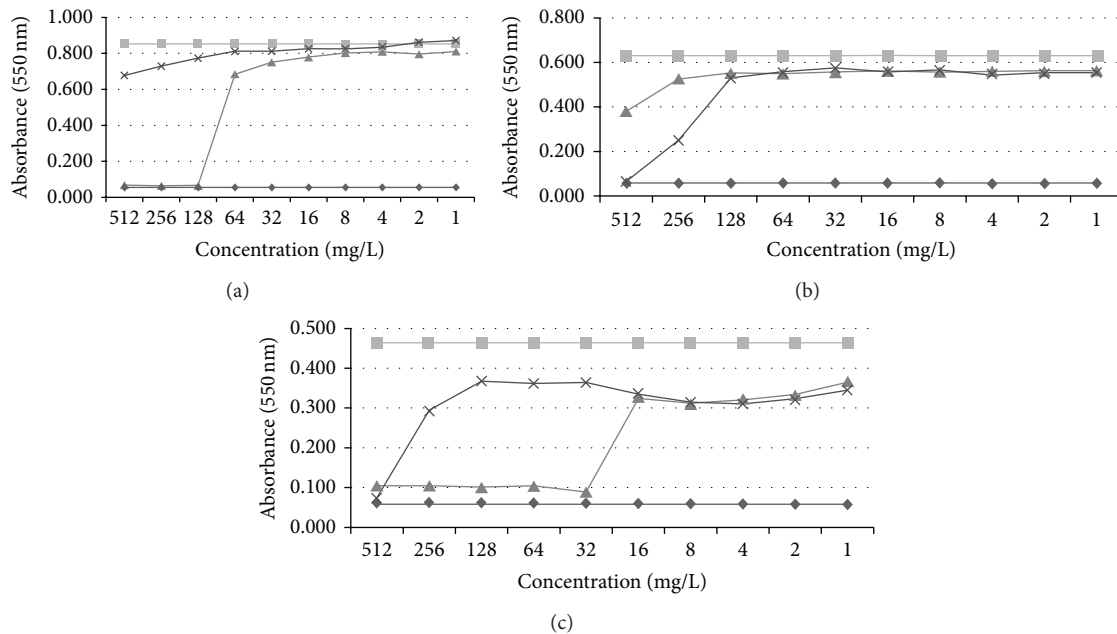 1.000
0.800
0.600
0.400
0.200
0.000
Absorbance (550 nm)
512 256 128 64 32 16 8 4 2 1
Concentration (mg/L)
(a)
0.800
0.600
0.400
0.200
0.000
Absorbance (550 nm)
512 256 128 64 32 16 8 4 2 1
Concentration (mg/L)
(b)
0.500
0.400
0.300
0.200
0.100
0.000
Absorbance (550 nm)
512 256 128 64 32 16 8 4 2 1
Concentration (mg/L)
(c)